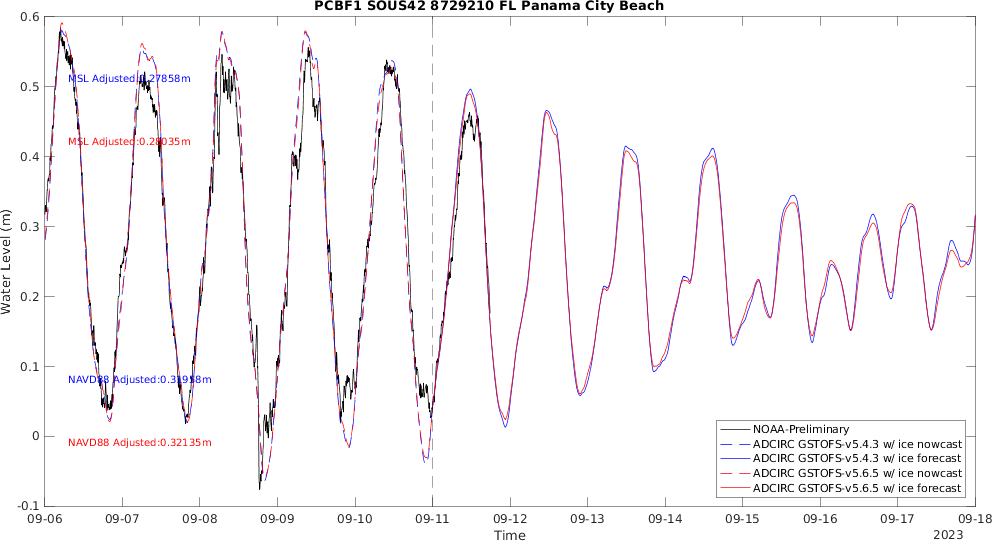 PCBF1 SOUS42 8729210 FL Panama City Beach
0.6
0.5
0.4
0.3
0.2
0.1
0
-0.1
Water Level (m)
MSL Adjusted:0.27858m
MSL Adjusted:0.28035m
NAVD88 Adjusted:0.31958m
NAVD88 Adjusted:0.32135m
NOAA-Preliminary
ADCIRC GSTOFS-v5.4.3 w/ ice nowcast
ADCIRC GSTOFS-v5.4.3 w/ ice forecast
ADCIRC GSTOFS-v5.6.5 w/ ice nowcast
ADCIRC GSTOFS-v5.6.5 w/ ice forecast
09-06 09-07 09-08 09-09 09-10 09-11 09-12 09-13 09-14 09-15 09-16 09-17 09-18
Time
2023